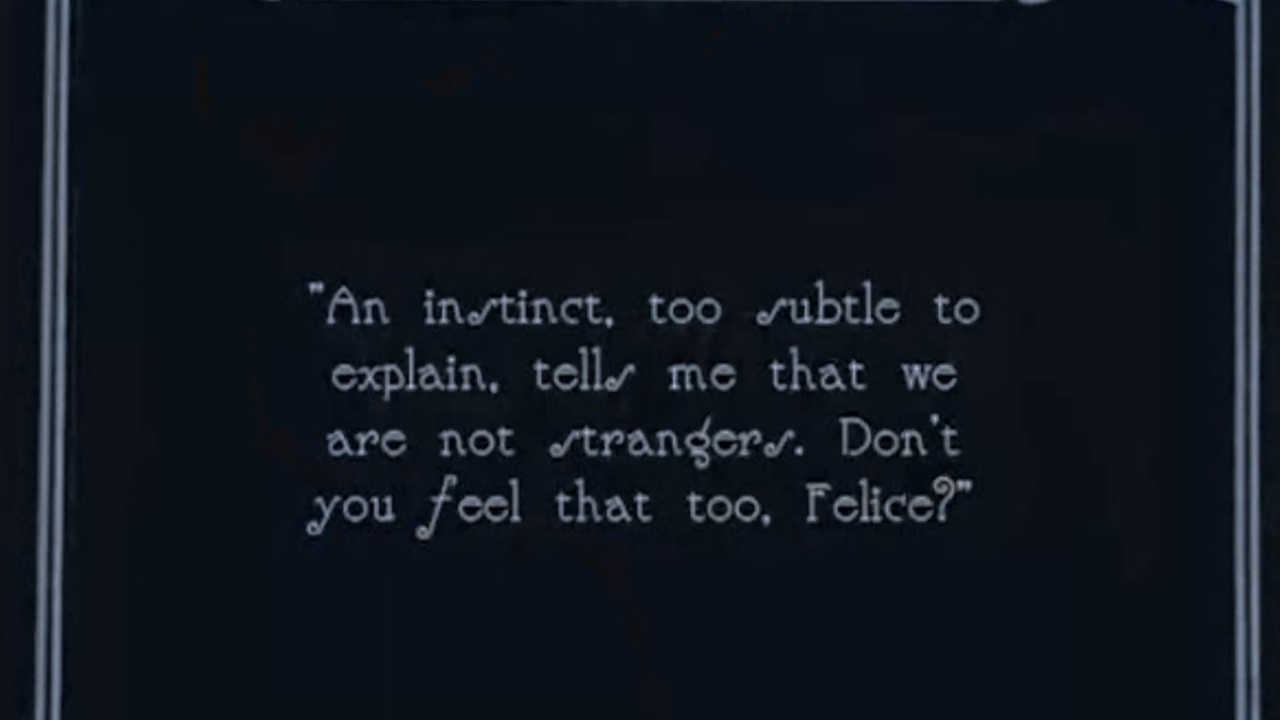 "An instinct, too subtle to
explain, tells me that we
are not strangers. Don't
you feel that too, Felice?"